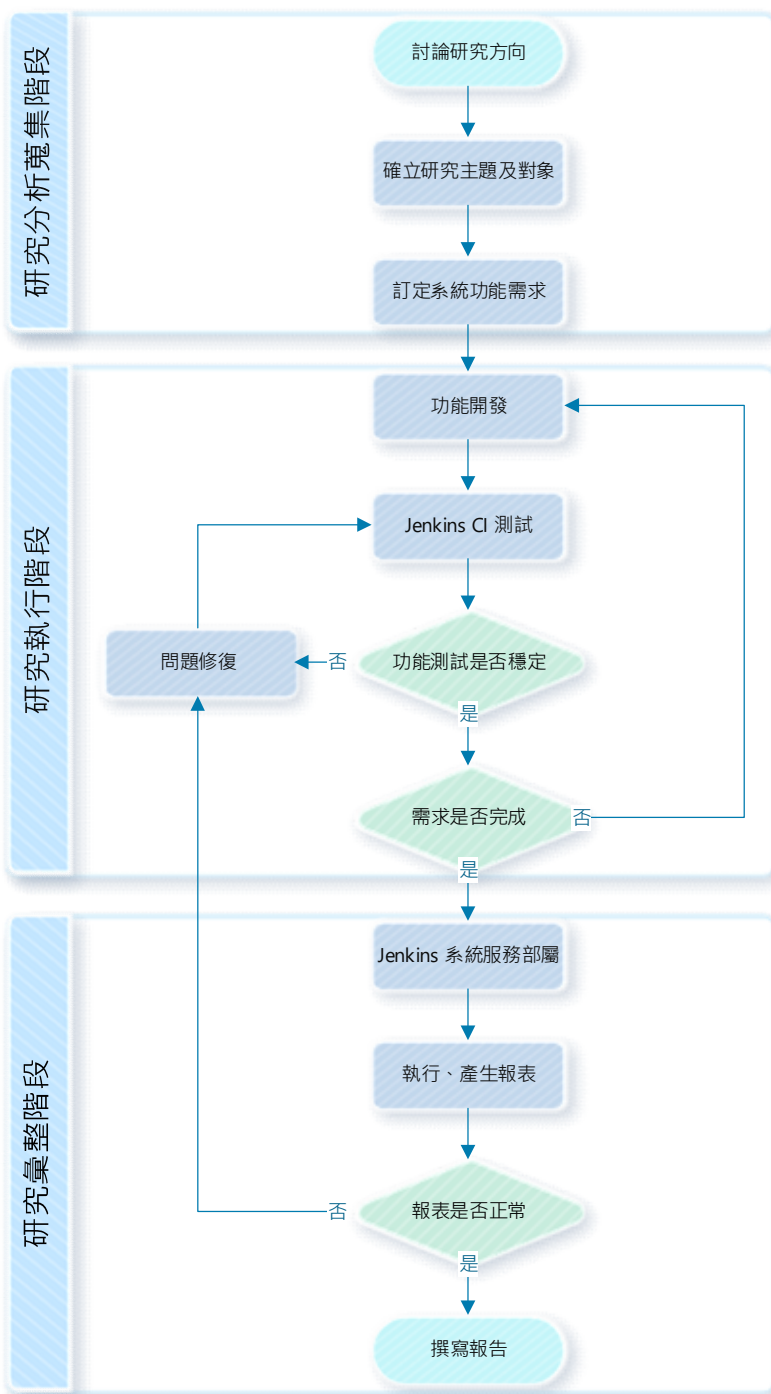 研究分析蒐集階段
討論研究方向
確立研究主題及對象
訂定系統功能需求
研究執行階段
功能開發
Jenkins CI 測試
問題修復
否
功能測試是否穩定
是
需求是否完成
否
是
研究彙整階段
Jenkins 系統服務部屬
執行、產生報表
否
報表是否正常
是
撰寫報告